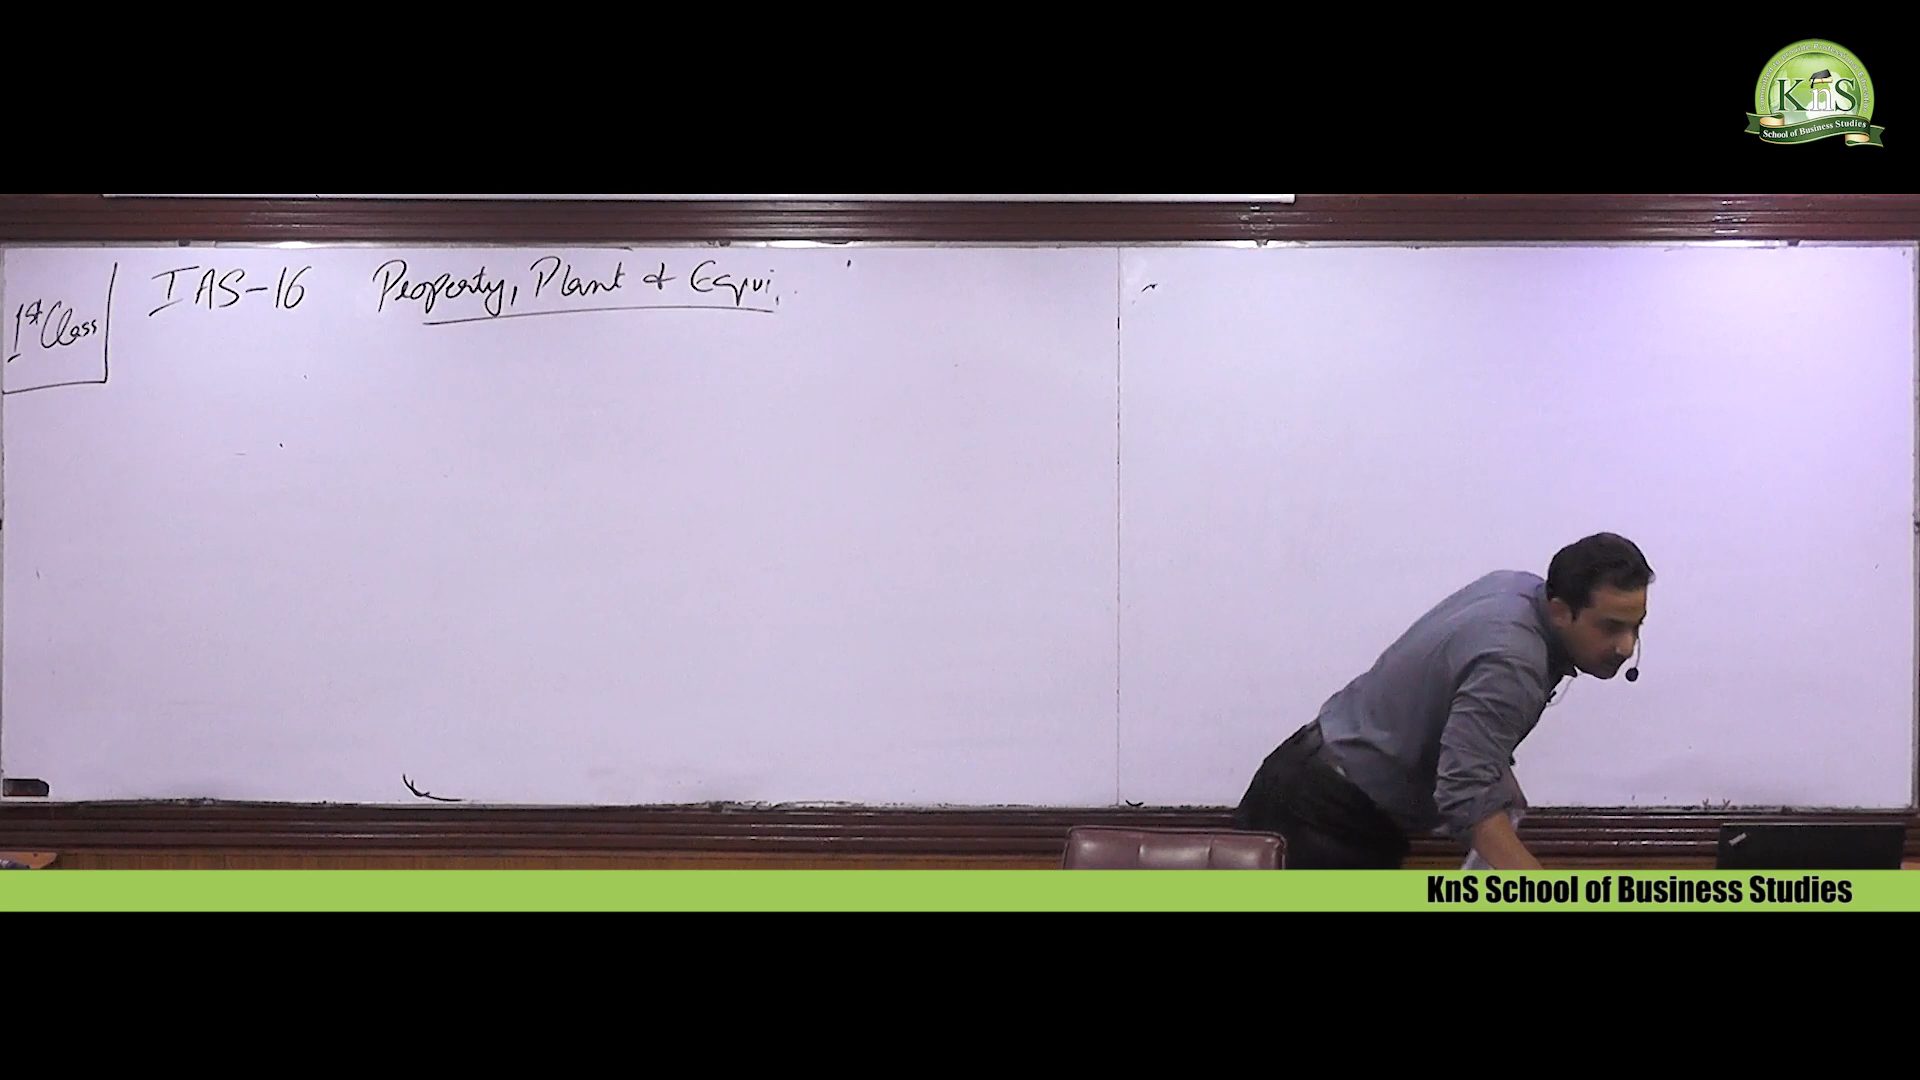 KnS
School of Business Studies
IAS-16 Property, Plant & Equi.
1st Class
KnS School of Business Studies